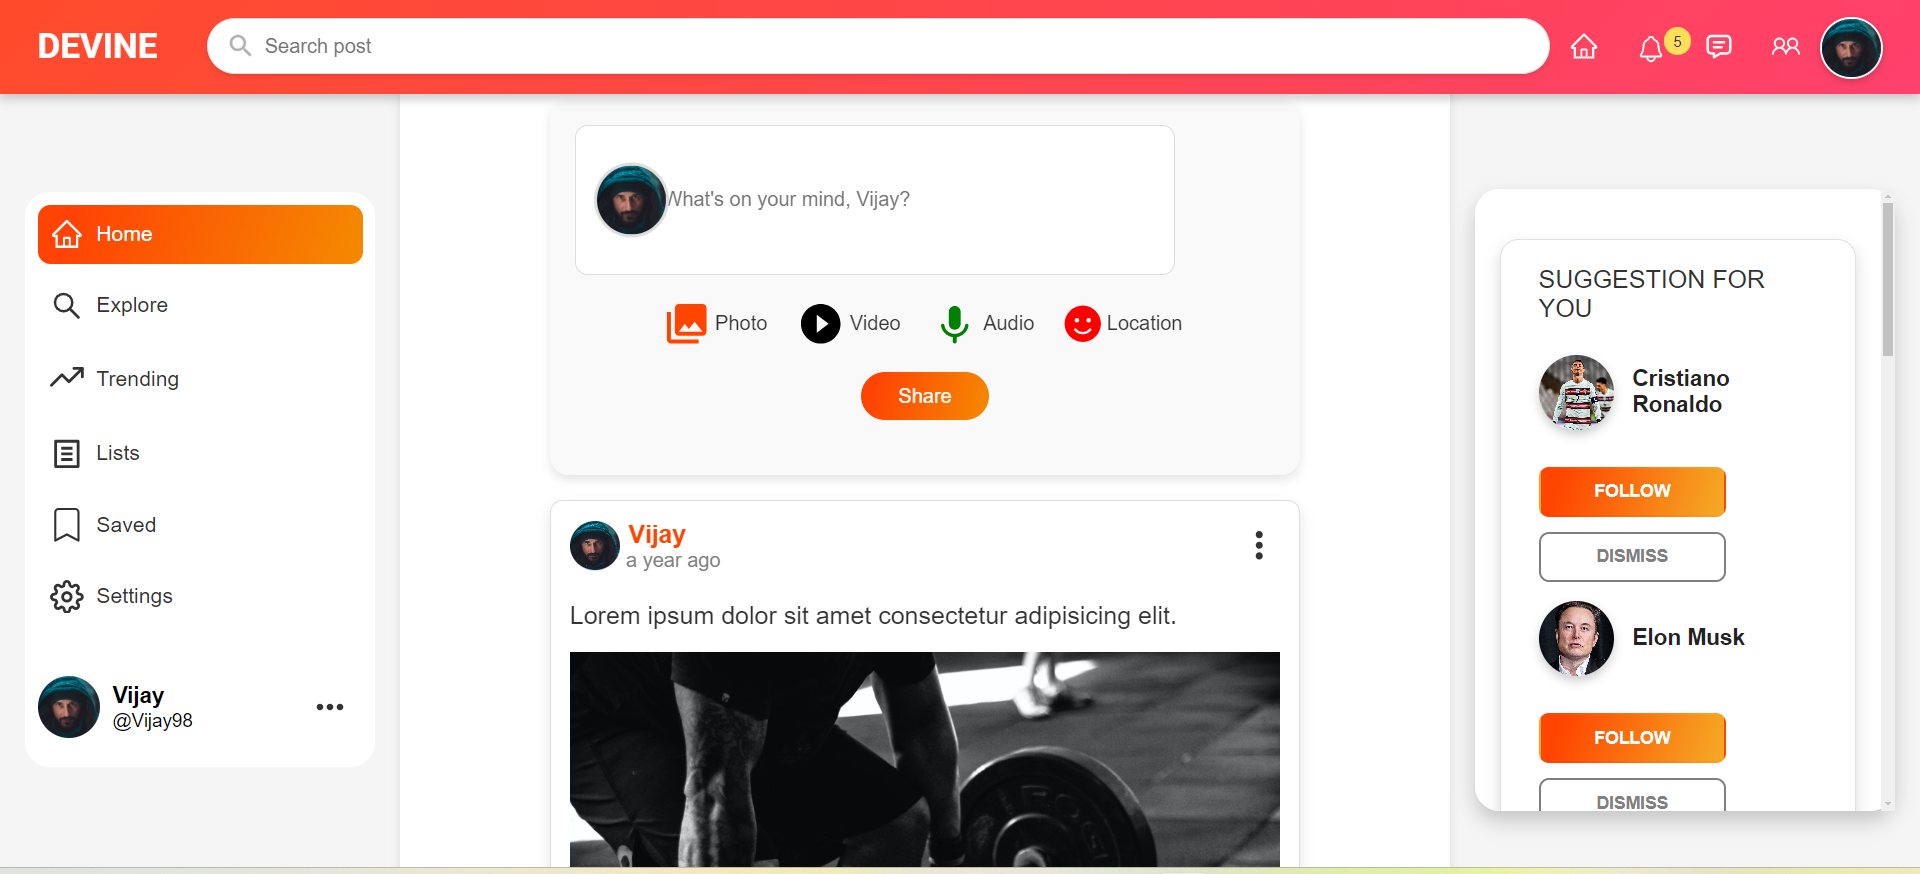 DEVINE
Search post
5
Home
Explore
Trending
Lists
Saved
Settings
Vijay
@Vijay98
What's on your mind, Vijay?
Photo
Video
Audio
Location
Share
Vijay
a year ago
Lorem ipsum dolor sit amet consectetur adipisicing elit.
SUGGESTION FOR
YOU
Cristiano
Ronaldo
FOLLOW
DISMISS
Elon Musk
FOLLOW
DISMISS